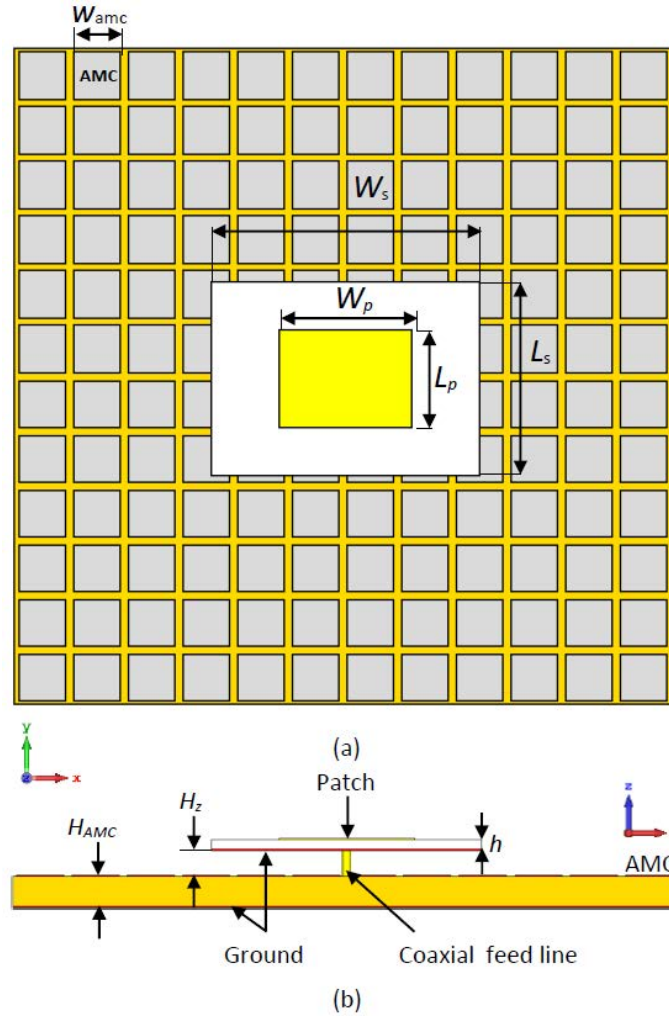 Wamc
AMC
Ws
Wp
Lp
Ls
y
z
x
(a)
Patch
z
Hz
HAMC
h
AMC
Ground
Coaxial feed line
(b)